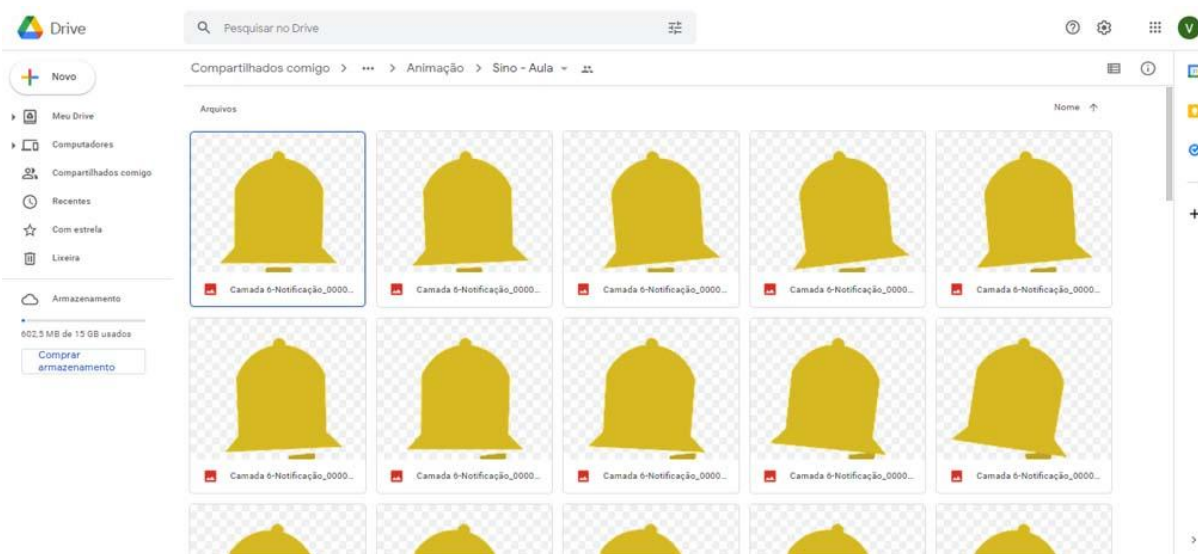 Drive
Pesquisar no Drive
V
Novo
Compartilhados comigo > ••• > Animação > Sino - Aula
Arquivos
Nome
Meu Drive
Computadores
Compartilhados comigo
Recentes
Com estrela
Lixeira
Armazenamento
602,5 MB de 15 GB usados
Comprar
armazenamento
Camada 6-Notificação_0000...
Camada 6-Notificação_0000...
Camada 6-Notificação_0000...
Camada 6-Notificação_0000...
Camada 6-Notificação_0000...
Camada 6-Notificação_0000...
Camada 6-Notificação_0000...
Camada 6-Notificação_0000...
Camada 6-Notificação_0000...
Camada 6-Notificação_0000...